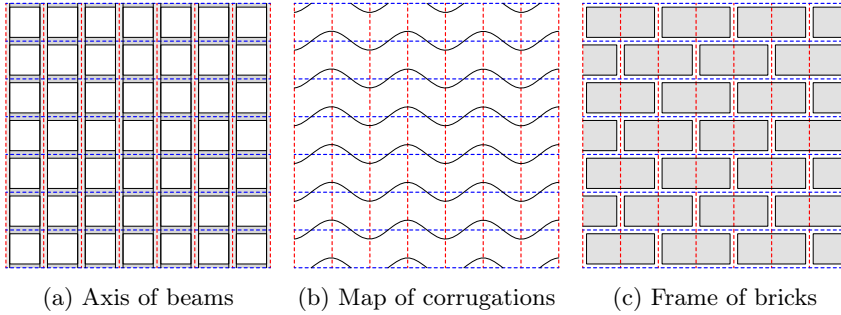 (a) Axis of beams
(b) Map of corrugations
(c) Frame of bricks